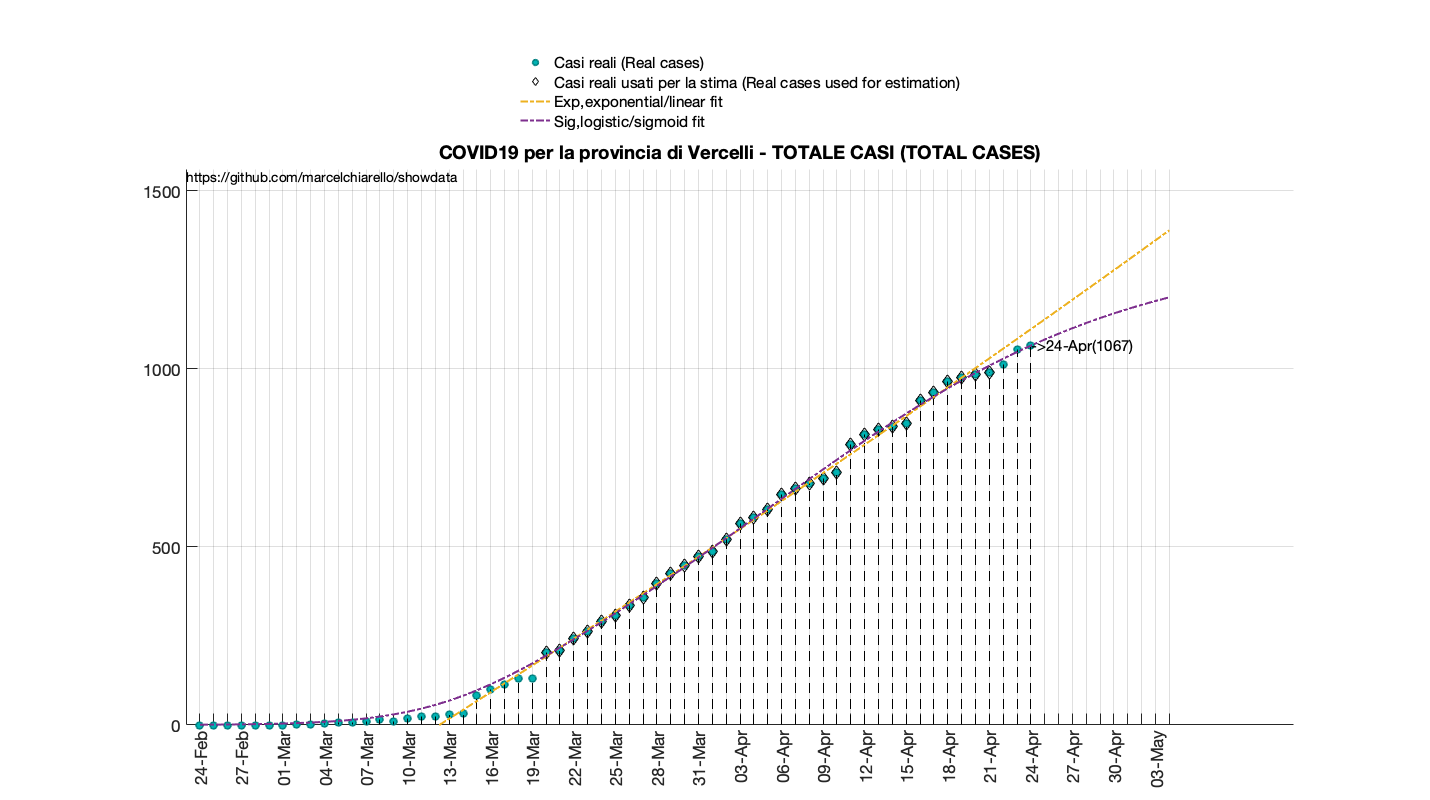 Casi reali (Real cases)
Casi reali usati per la stima (Real cases used for estimation)
Exp,exponential/linear fit
Sig,logistic/sigmoid fit
COVID19 per la provincia di Vercelli - TOTALE CASI (TOTAL CASES)
https://github.com/marcelchiarello/showdata
1500
1000
500
0
->24-Apr(1067)
24-Feb
27-Feb
01-Mar
04-Mar
07-Mar
10-Mar
13-Mar
16-Mar
19-Mar
22-Mar
25-Mar
28-Mar
31-Mar
03-Apr
06-Apr
09-Apr
12-Apr
15-Apr
18-Apr
21-Apr
24-Apr
27-Apr
30-Apr
03-May